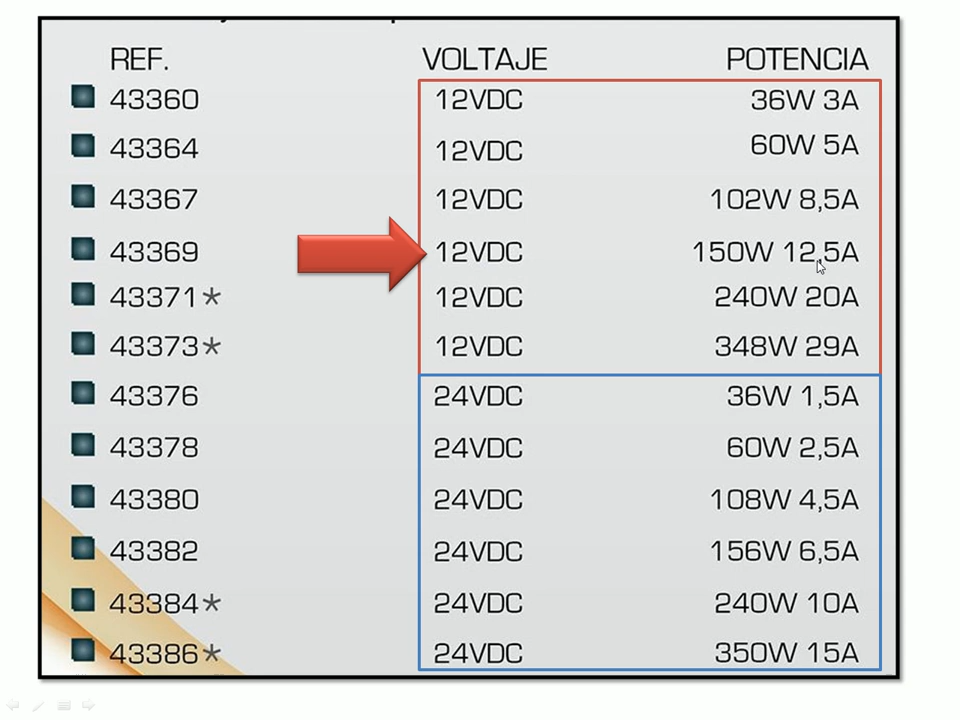 REF. VOLTAJE POTENCIA
43360 12VDC 36W 3A
43364 12VDC 60W 5A
43367 12VDC 102W 8,5A
43369 12VDC 150W 12,5A
43371* 12VDC 240W 20A
43373* 12VDC 348W 29A
43376 24VDC 36W 1,5A
43378 24VDC 60W 2,5A
43380 24VDC 108W 4,5A
43382 24VDC 156W 6,5A
43384* 24VDC 240W 10A
43386* 24VDC 350W 15A